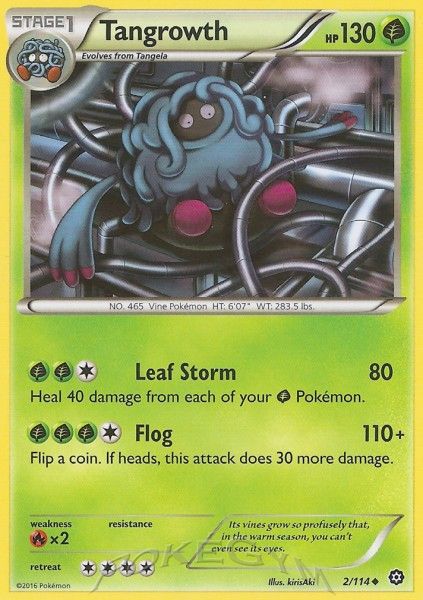 STAGE1
Tangrowth
HP 130
Evolves from Tangela
NO. 465 Vine Pokémon HT: 6'07" WT: 283.5 lbs.
Leaf Storm 80
Heal 40 damage from each of your Pokémon.
Flog 110+
Flip a coin. If heads, this attack does 30 more damage.
weakness resistance
×2
Its vines grow so profusely that,
in the warm season, you can't
even see its eyes.
retreat
POKÉGYM
©2016 Pokémon
Illus. kirisAki
2/114